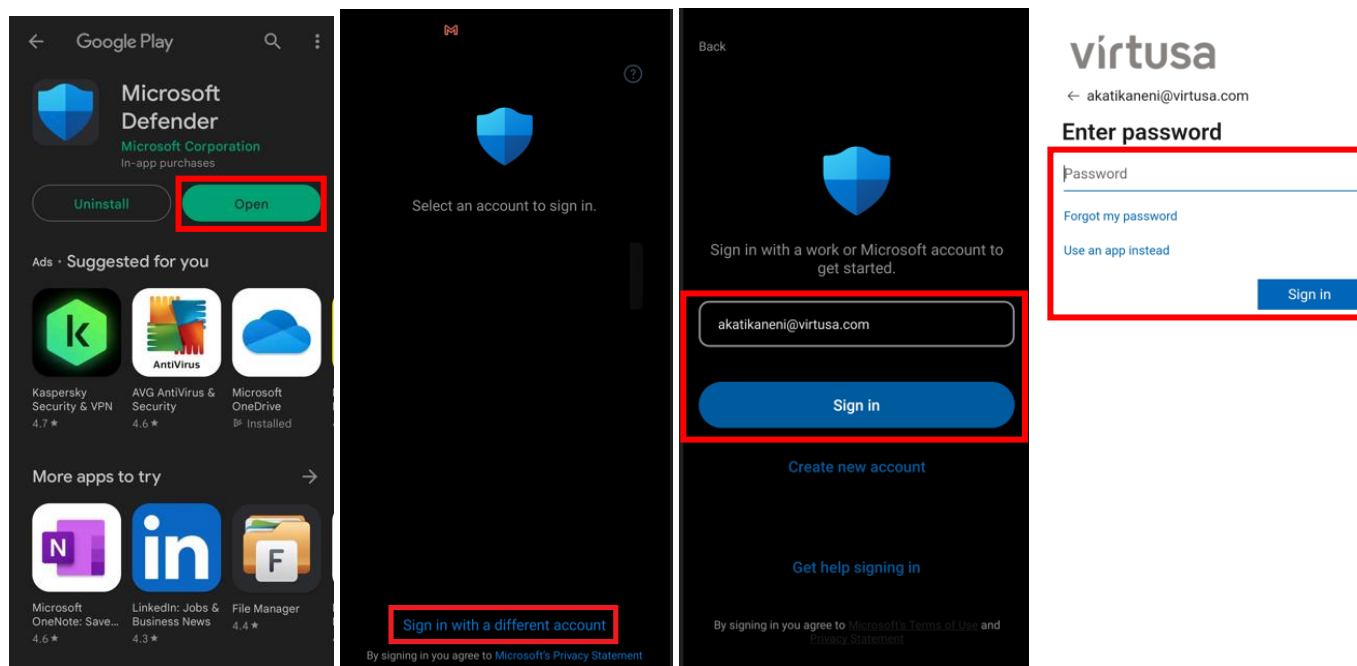 Google Play
Microsoft
Defender
Microsoft Corporation
In-app purchases
Uninstall
Open
Ads · Suggested for you
k
AntiVirus
Kaspersky
Security & VPN
4.7★
AVG AntiVirus &
Security
4.6★
Microsoft
OneDrive
Installed
More apps to try
N
in
F
Microsoft
OneNote: Save...
4.6★
LinkedIn: Jobs &
Business News
4.3★
File Manager
4.4★
?
Select an account to sign in.
Sign in with a different account
By signing in you agree to Microsoft's Privacy Statement
Back
Sign in with a work or Microsoft account to
get started.
akatikaneni@virtusa.com
Sign in
Create new account
Get help signing in
By signing in you agree to Microsoft's Terms of Use and
Privacy Statement
vírtusa
← akatikaneni@virtusa.com
Enter password
Password
Forgot my password
Use an app instead
Sign in